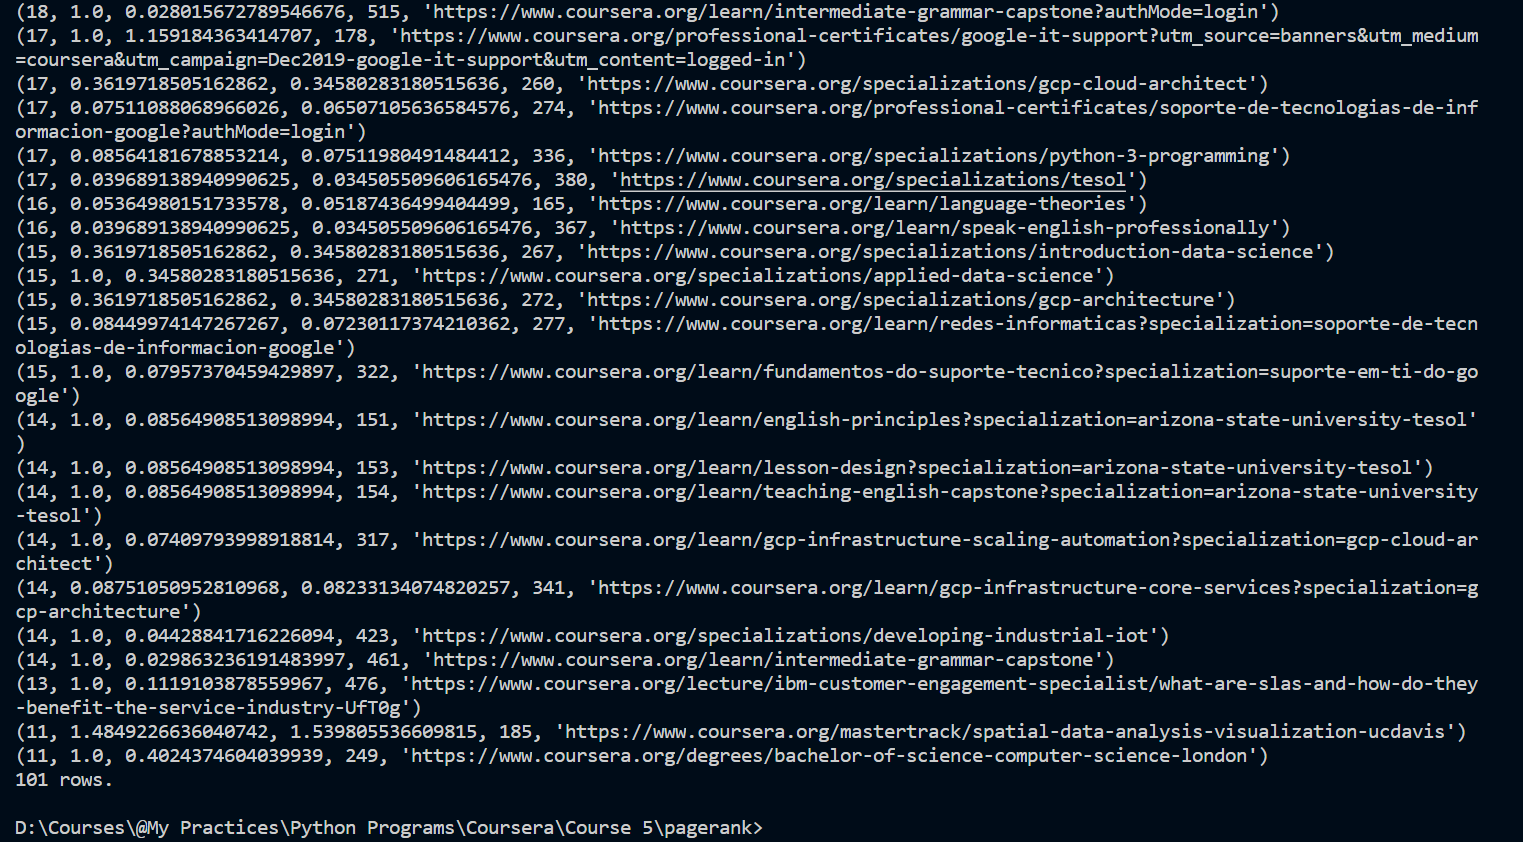 (18, 1.0, 0.028015672789546676, 515, 'https://www.coursera.org/learn/intermediate-grammar-capstone?authMode=login')
(17, 1.0, 1.159184363414707, 178, 'https://www.coursera.org/professional-certificates/google-it-support?utm_source=banners&utm_medium
=coursera&utm_campaign=Dec2019-google-it-support&utm_content=logged-in')
(17, 0.3619718505162862, 0.34580283180515636, 260, 'https://www.coursera.org/specializations/gcp-cloud-architect')
(17, 0.07511088068966026, 0.06507105636584576, 274, 'https://www.coursera.org/professional-certificates/soporte-de-tecnologias-de-inf
ormacion-google?authMode=login')
(17, 0.08564181678853214, 0.07511980491484412, 336, 'https://www.coursera.org/specializations/python-3-programming')
(17, 0.039689138940990625, 0.034505509606165476, 380, 'https://www.coursera.org/specializations/tesol')
(16, 0.05364980151733578, 0.05187436499404499, 165, 'https://www.coursera.org/learn/language-theories')
(16, 0.039689138940990625, 0.034505509606165476, 367, 'https://www.coursera.org/learn/speak-english-professionally')
(15, 0.3619718505162862, 0.34580283180515636, 267, 'https://www.coursera.org/specializations/introduction-data-science')
(15, 1.0, 0.34580283180515636, 271, 'https://www.coursera.org/specializations/applied-data-science')
(15, 0.3619718505162862, 0.34580283180515636, 272, 'https://www.coursera.org/specializations/gcp-architecture')
(15, 0.08449974147267267, 0.07230117374210362, 277, 'https://www.coursera.org/learn/redes-informaticas?specialization=soporte-de-tecn
ologias-de-informacion-google')
(15, 1.0, 0.07957370459429897, 322, 'https://www.coursera.org/learn/fundamentos-do-suporte-tecnico?specialization=suporte-em-ti-do-go
ogle')
(14, 1.0, 0.08564908513098994, 151, 'https://www.coursera.org/learn/english-principles?specialization=arizona-state-university-tesol'
)
(14, 1.0, 0.08564908513098994, 153, 'https://www.coursera.org/learn/lesson-design?specialization=arizona-state-university-tesol')
(14, 1.0, 0.08564908513098994, 154, 'https://www.coursera.org/learn/teaching-english-capstone?specialization=arizona-state-university
-tesol')
(14, 1.0, 0.07409793998918814, 317, 'https://www.coursera.org/learn/gcp-infrastructure-scaling-automation?specialization=gcp-cloud-ar
chitect')
(14, 0.08751050952810968, 0.08233134074820257, 341, 'https://www.coursera.org/learn/gcp-infrastructure-core-services?specialization=g
cp-architecture')
(14, 1.0, 0.04428841716226094, 423, 'https://www.coursera.org/specializations/developing-industrial-iot')
(14, 1.0, 0.029863236191483997, 461, 'https://www.coursera.org/learn/intermediate-grammar-capstone')
(13, 1.0, 0.1119103878559967, 476, 'https://www.coursera.org/lecture/ibm-customer-engagement-specialist/what-are-slas-and-how-do-they
-benefit-the-service-industry-UfT0g')
(11, 1.4849226636040742, 1.539805536609815, 185, 'https://www.coursera.org/mastertrack/spatial-data-analysis-visualization-ucdavis')
(11, 1.0, 0.4024374604039939, 249, 'https://www.coursera.org/degrees/bachelor-of-science-computer-science-london')
101 rows.
D:\Courses\@My Practices\Python Programs\Coursera\Course 5\pagerank>